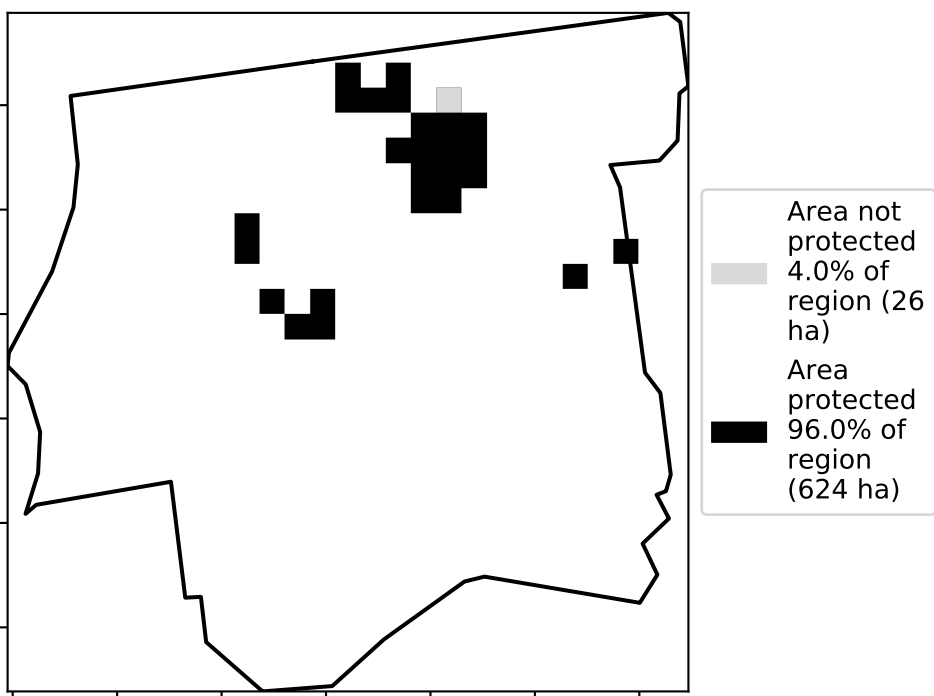 Area not
protected
4.0% of
region (26
ha)
Area
protected
96.0% of
region
(624 ha)